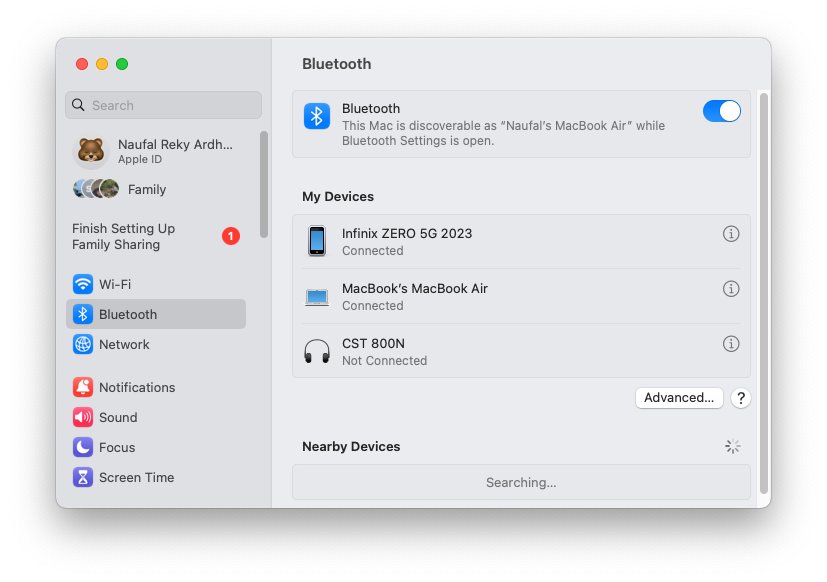 Search
Naufal Reky Ardh...
Apple ID
Family
Finish Setting Up
Family Sharing
1
Wi-Fi
Bluetooth
Network
Notifications
Sound
Focus
Screen Time
Bluetooth
Bluetooth
This Mac is discoverable as “Naufal’s MacBook Air” while
Bluetooth Settings is open.
My Devices
Infinix ZERO 5G 2023
Connected
MacBook’s MacBook Air
Connected
CST 800N
Not Connected
Advanced...
?
Nearby Devices
Searching...